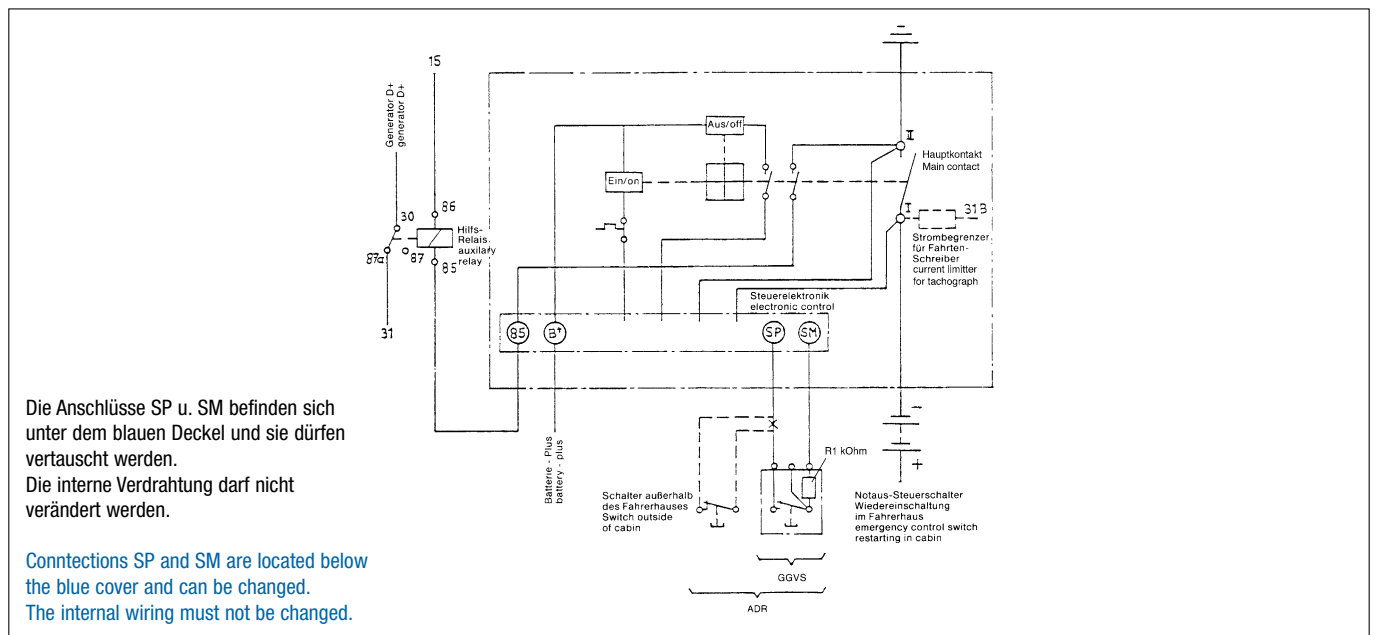 15
Generator D+
generator D+
Aus/off
II
Hauptkontakt
Main contact
Ein/on
I
31B
30
86
Hilfs-
Relais
auxilary
relay
87a
87
85
Strombegrenzer
für Fahrten-
Schreiber
current limitter
for tachograph
Steuerelektronik
electronic control
31
85
B+
SP
SM
Die Anschlüsse SP u. SM befinden sich
unter dem blauen Deckel und sie dürfen
vertauscht werden.
Die interne Verdrahtung darf nicht
verändert werden.
Conntections SP and SM are located below
the blue cover and can be changed.
The internal wiring must not be changed.
Batterie - Plus
battery - plus
-
+
R1 kOhm
Schalter außerhalb
des Fahrerhauses
Switch outside
of cabin
Notaus-Steuerschalter
Wiedereinschaltung
im Fahrerhaus
emergency control switch
restarting in cabin
GGVS
ADR